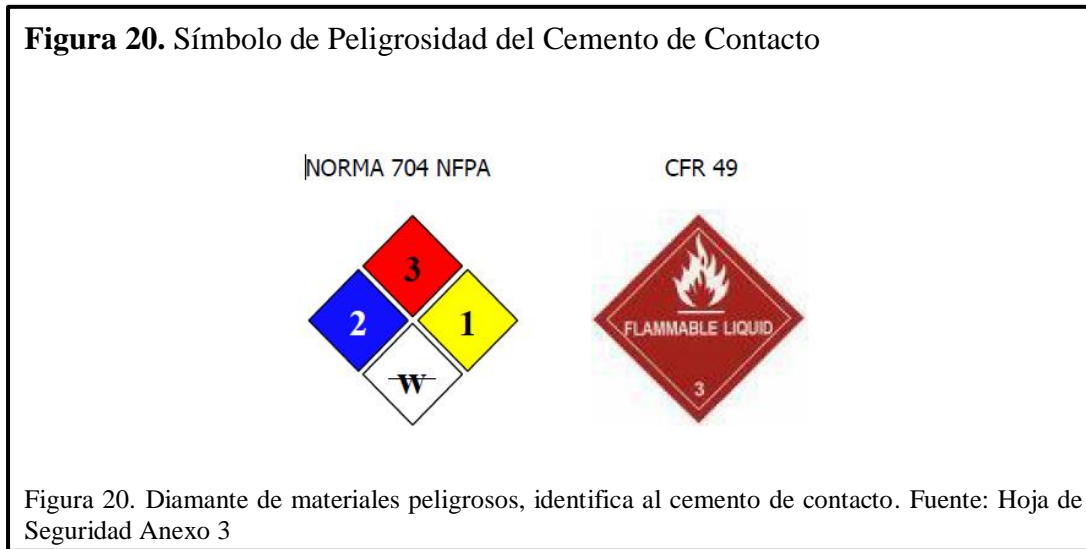 Figura 20. Símbolo de Peligrosidad del Cemento de Contacto
NORMA 704 NFPA
CFR 49
3
2
1
W
FLAMMABLE LIQUID
3
Figura 20. Diamante de materiales peligrosos, identifica al cemento de contacto. Fuente: Hoja de
Seguridad Anexo 3